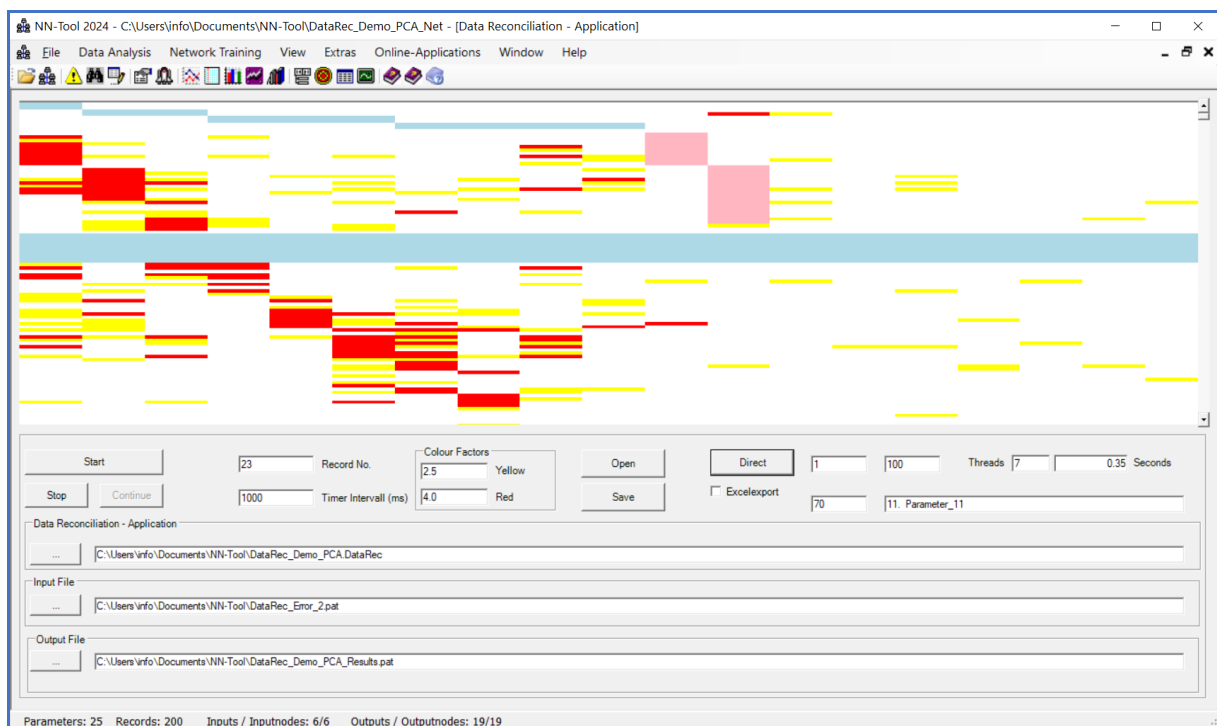 NN-Tool 2024 - C:\Users\info\Documents\NN-Tool\DataRec_Demo_PCA_Net - [Data Reconciliation - Application]
File Data Analysis Network Training View Extras Online-Applications Window Help
Colour Factors
Start 23 Record No. 2.5 Yellow Open Direct 1 100 Threads 7 0.35 Seconds
Stop Continue 1000 Timer Intervall (ms) 4.0 Red Save Excelexport 70 11. Parameter_11
Data Reconciliation - Application
... C:\Users\info\Documents\NN-Tool\DataRec_Demo_PCA.DataRec
Input File
... C:\Users\info\Documents\NN-Tool\DataRec_Error_2.pat
Output File
... C:\Users\info\Documents\NN-Tool\DataRec_Demo_PCA_Results.pat
Parameters: 25 Records: 200 Inputs / Inputnodes: 6/6 Outputs / Outputnodes: 19/19